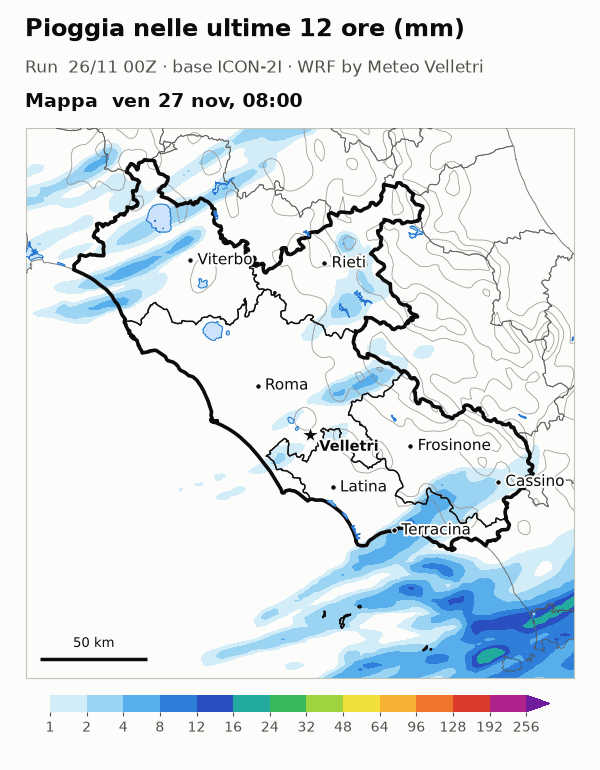 Pioggia nelle ultime 12 ore (mm)
Run  26/11 00Z · base ICON-2I · WRF by Meteo Velletri
Mappa  ven 27 nov, 08:00
Viterbo
Rieti
Roma
Velletri
Frosinone
Latina
Cassino
Terracina
50 km
1 2 4 8 12 16 24 32 48 64 96 128 192 256